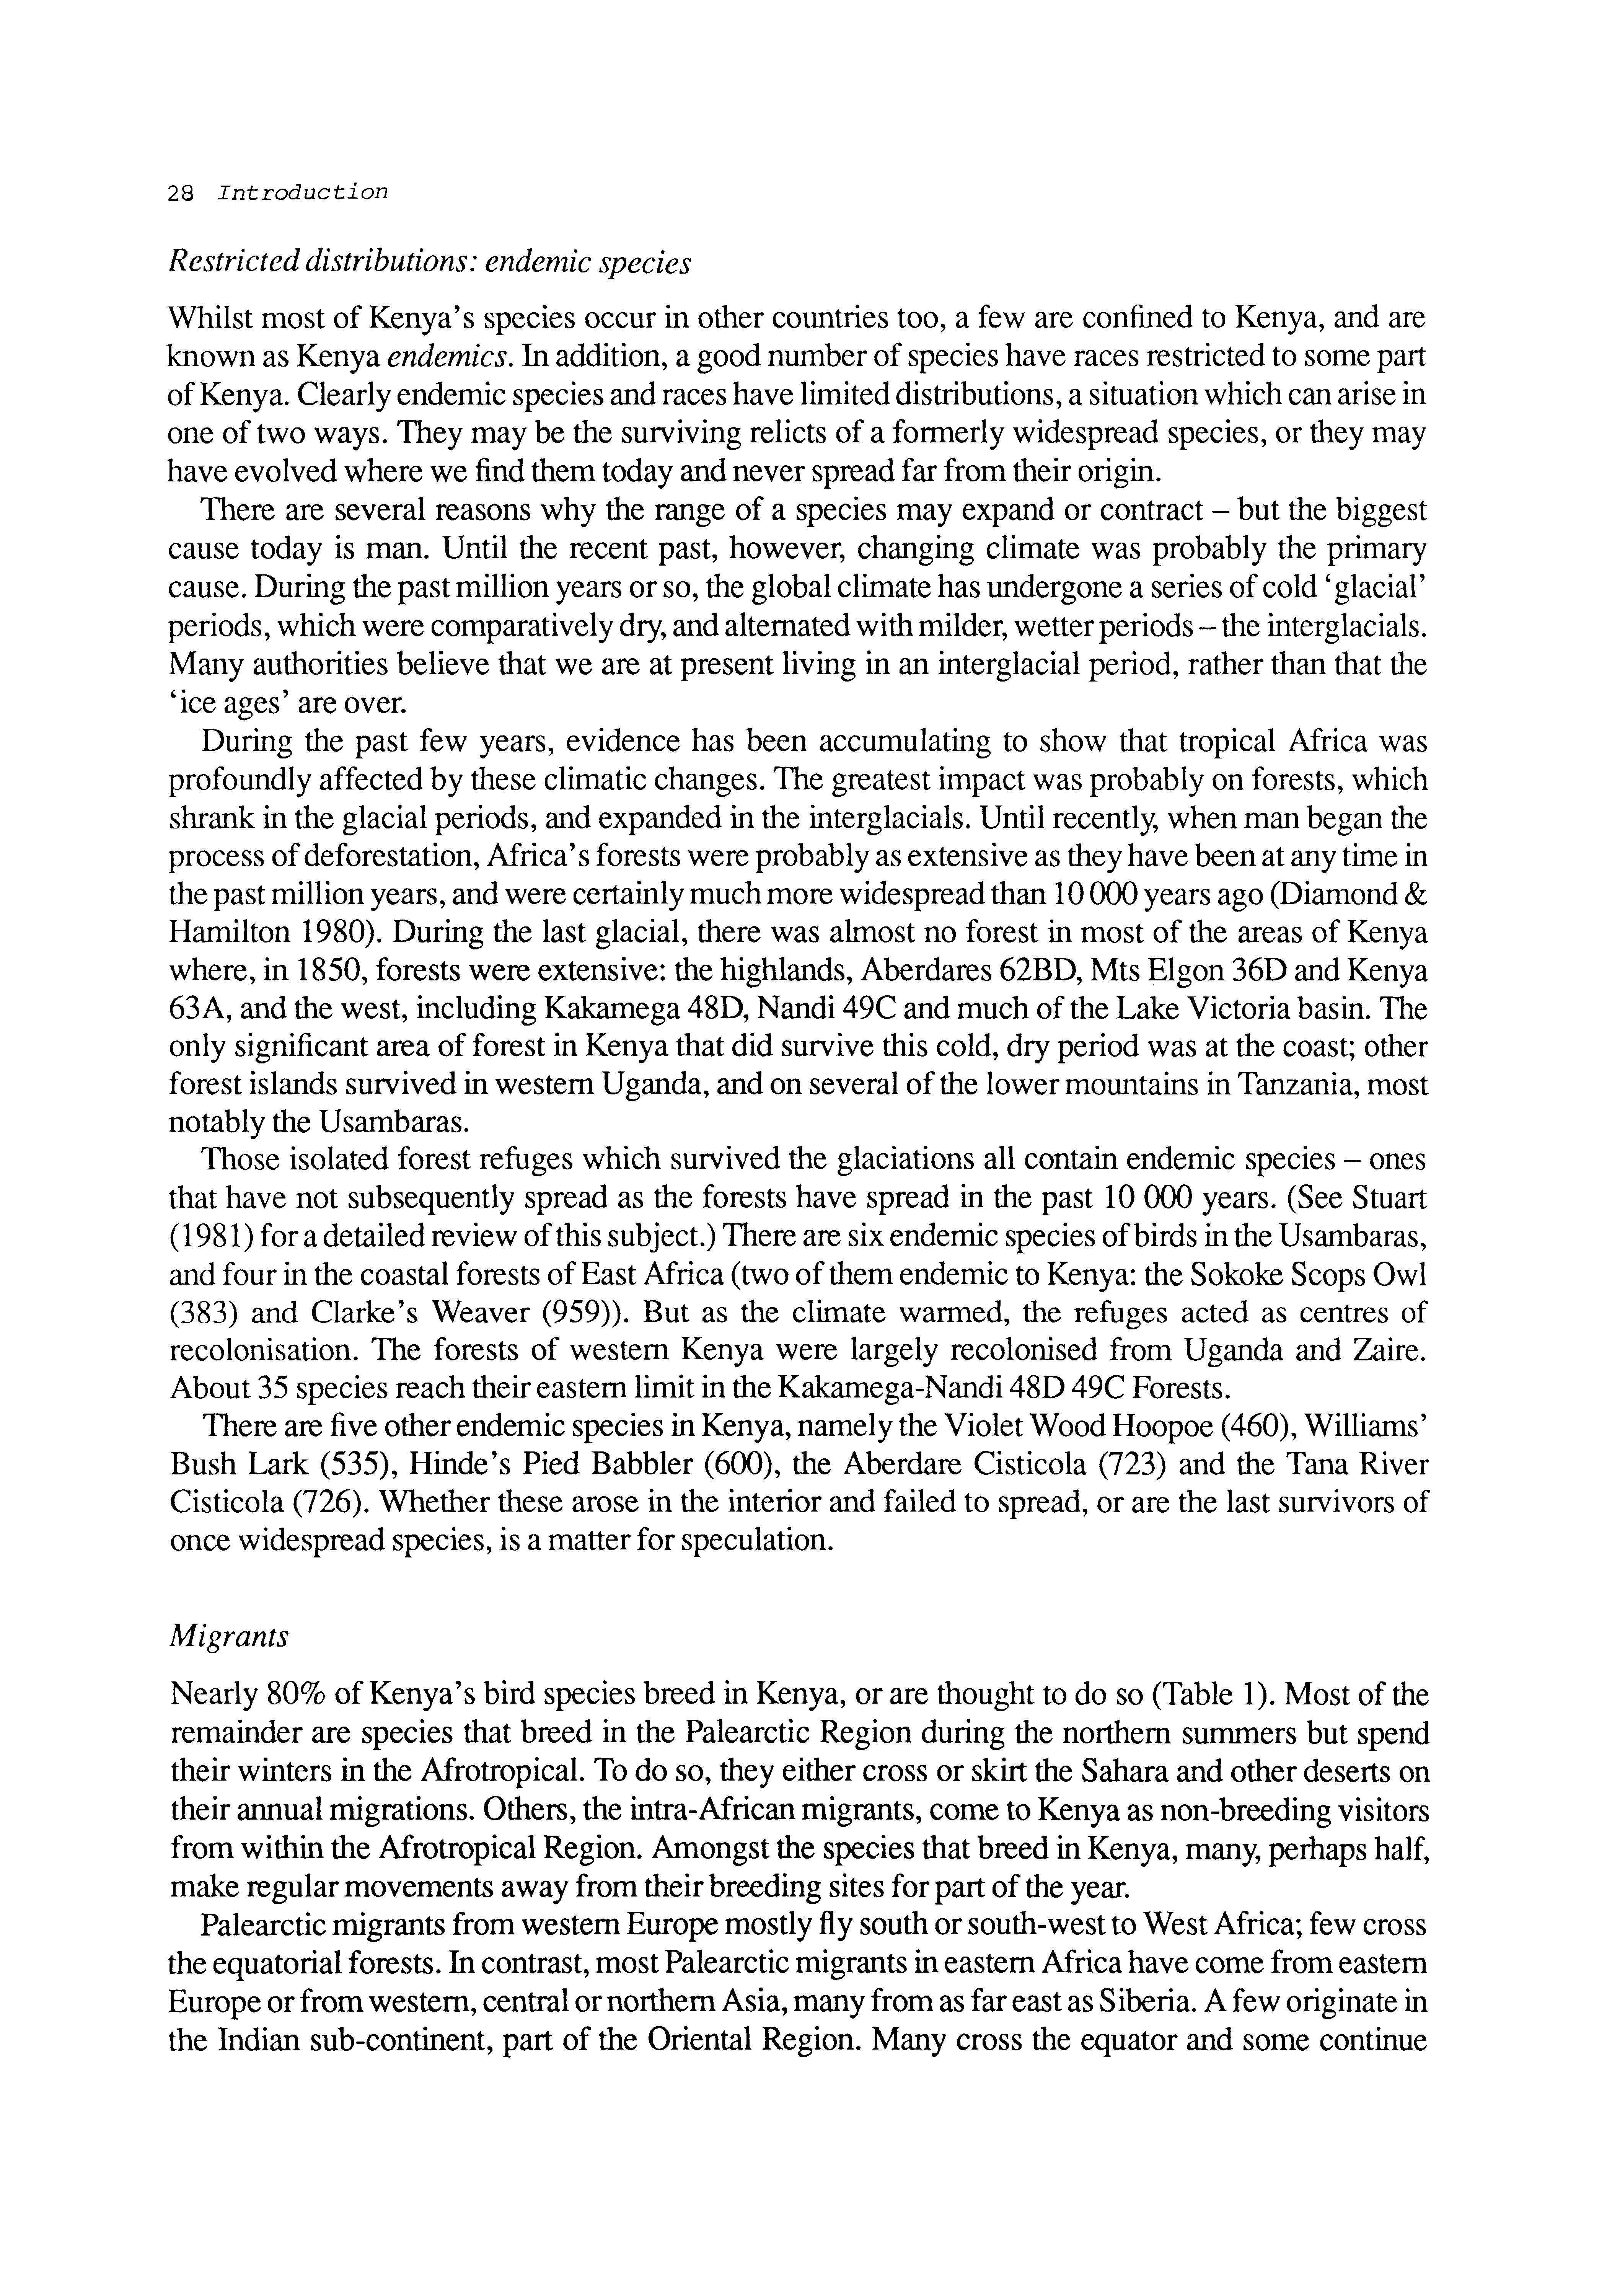 28 Introduction
Restricted distributions: endemic species
Whilst most of Kenya's species occur in other countries too, a few are confined to Kenya, and are
known as Kenya endemics. In addition, a good number of species have races restricted to some part
of Kenya. Clearly endemic species and races have limited distributions, a situation which can arise in
one of two ways. They may be the surviving relicts of a formerly widespread species, or they may
have evolved where we find them today and never spread far from their origin.
There are several reasons why the range of a species may expand or contract – but the biggest
cause today is man. Until the recent past, however, changing climate was probably the primary
cause. During the past million years or so, the global climate has undergone a series of cold ‘glacial’
periods, which were comparatively dry, and alternated with milder, wetter periods – the interglacials.
Many authorities believe that we are at present living in an interglacial period, rather than that the
‘ice ages’ are over.
During the past few years, evidence has been accumulating to show that tropical Africa was
profoundly affected by these climatic changes. The greatest impact was probably on forests, which
shrank in the glacial periods, and expanded in the interglacials. Until recently, when man began the
process of deforestation, Africa's forests were probably as extensive as they have been at any time in
the past million years, and were certainly much more widespread than 10 000 years ago (Diamond &
Hamilton 1980). During the last glacial, there was almost no forest in most of the areas of Kenya
where, in 1850, forests were extensive: the highlands, Aberdares 62BD, Mts Elgon 36D and Kenya
63A, and the west, including Kakamega 48D, Nandi 49C and much of the Lake Victoria basin. The
only significant area of forest in Kenya that did survive this cold, dry period was at the coast; other
forest islands survived in western Uganda, and on several of the lower mountains in Tanzania, most
notably the Usambaras.
Those isolated forest refuges which survived the glaciations all contain endemic species – ones
that have not subsequently spread as the forests have spread in the past 10 000 years. (See Stuart
(1981) for a detailed review of this subject.) There are six endemic species of birds in the Usambaras,
and four in the coastal forests of East Africa (two of them endemic to Kenya: the Sokoke Scops Owl
(383) and Clarke's Weaver (959)). But as the climate warmed, the refuges acted as centres of
recolonisation. The forests of western Kenya were largely recolonised from Uganda and Zaire.
About 35 species reach their eastern limit in the Kakamega-Nandi 48D 49C Forests.
There are five other endemic species in Kenya, namely the Violet Wood Hoopoe (460), Williams'
Bush Lark (535), Hinde's Pied Babbler (600), the Aberdare Cisticola (723) and the Tana River
Cisticola (726). Whether these arose in the interior and failed to spread, or are the last survivors of
once widespread species, is a matter for speculation.
Migrants
Nearly 80% of Kenya's bird species breed in Kenya, or are thought to do so (Table 1). Most of the
remainder are species that breed in the Palearctic Region during the northern summers but spend
their winters in the Afrotropical. To do so, they either cross or skirt the Sahara and other deserts on
their annual migrations. Others, the intra-African migrants, come to Kenya as non-breeding visitors
from within the Afrotropical Region. Amongst the species that breed in Kenya, many, perhaps half,
make regular movements away from their breeding sites for part of the year.
Palearctic migrants from western Europe mostly fly south or south-west to West Africa; few cross
the equatorial forests. In contrast, most Palearctic migrants in eastern Africa have come from eastern
Europe or from western, central or northern Asia, many from as far east as Siberia. A few originate in
the Indian sub-continent, part of the Oriental Region. Many cross the equator and some continue